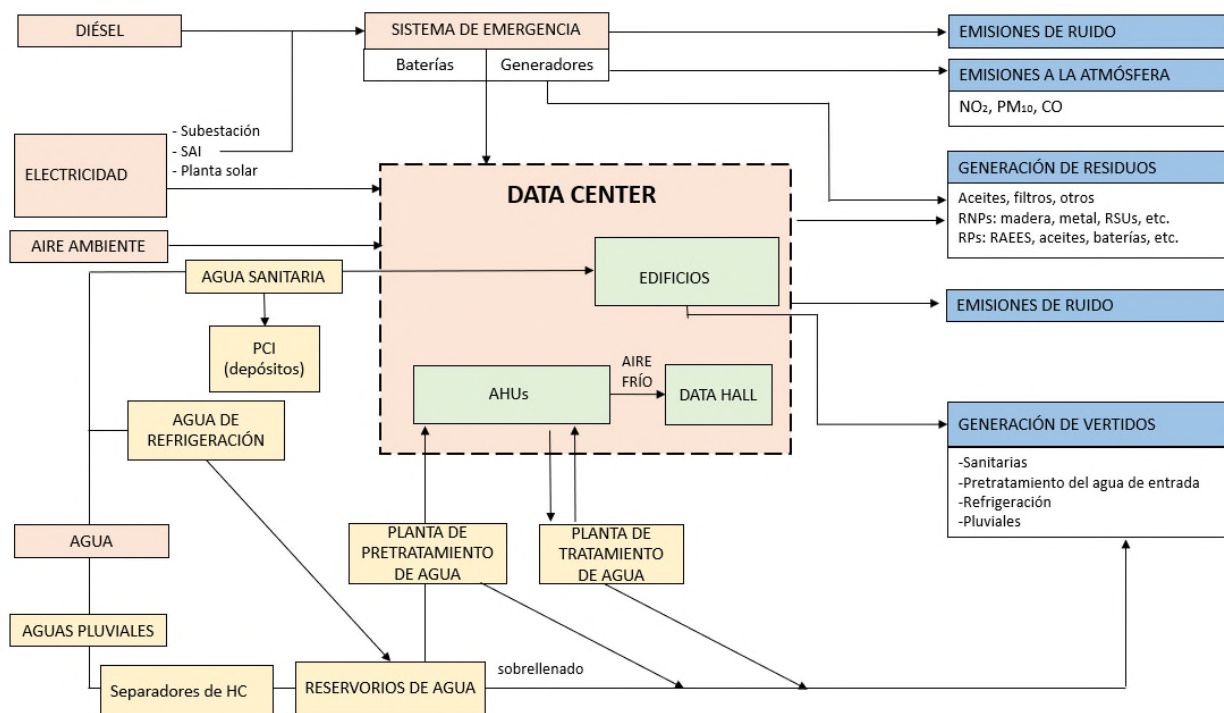 DIÉSEL
SISTEMA DE EMERGENCIA
Baterías
Generadores
EMISIONES DE RUIDO
EMISIONES A LA ATMÓSFERA
NO₂, PM₁₀, CO
ELECTRICIDAD
- Subestación
- SAI
- Planta solar
GENERACIÓN DE RESIDUOS
Aceites, filtros, otros
RNPs: madera, metal, RSUs, etc.
RPs: RAEES, aceites, baterías, etc.
DATA CENTER
AIRE AMBIENTE
AGUA SANITARIA
EDIFICIOS
EMISIONES DE RUIDO
PCI
(depósitos)
AIRE
FRÍO
AHUs
DATA HALL
AGUA DE
REFRIGERACIÓN
GENERACIÓN DE VERTIDOS
-Sanitarias
-Pretratamiento del agua de entrada
-Refrigeración
-Pluviales
AGUA
PLANTA DE
PRETRATAMIENTO
DE AGUA
PLANTA DE
TRATAMIENTO
DE AGUA
AGUAS PLUVIALES
Separadores de HC
RESERVORIOS DE AGUA
sobrellenado